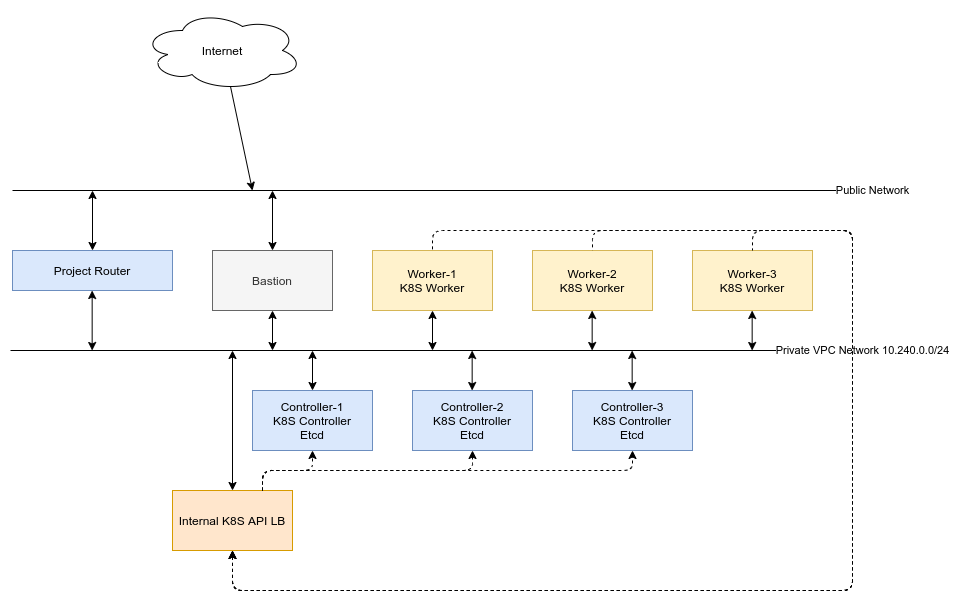 Internet
Public Network
Project Router
Bastion
Worker-1
K8S Worker
Worker-2
K8S Worker
Worker-3
K8S Worker
Private VPC Network 10.240.0.0/24
Controller-1
K8S Controller
Etcd
Controller-2
K8S Controller
Etcd
Controller-3
K8S Controller
Etcd
Internal K8S API LB